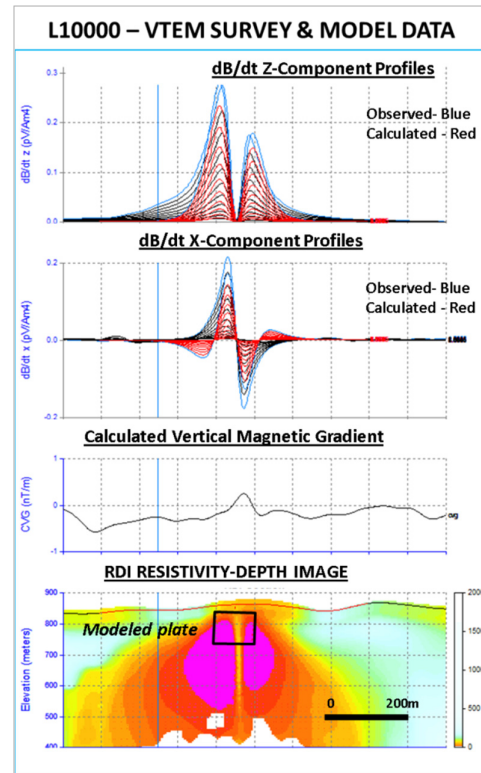 L10000 – VTEM SURVEY & MODEL DATA
dB/dt Z-Component Profiles
Observed- Blue
Calculated - Red
dB/dt z (pV/Am4)
0.3
0.2
0.1
0.0
dB/dt X-Component Profiles
Observed- Blue
Calculated - Red
dB/dt x (pV/Am4)
0.2
0.0
-0.2
Calculated Vertical Magnetic Gradient
CVG (nT/m)
1
0
-1
cvg
RDI RESISTIVITY-DEPTH IMAGE
Modeled plate
Elevation (meters)
900
800
700
600
500
400
0 200m
200
150
100
500
0